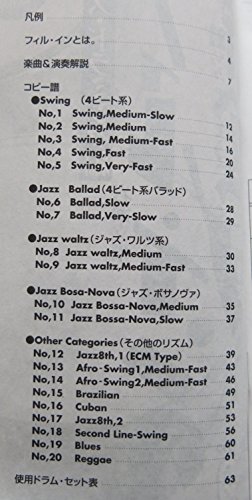 凡例 3
フィル・インとは。 4
楽曲&演奏解説 7
コピー譜
●Swing (4ビート系)
No,1 Swing,Medium-Slow 12
No,2 Swing,Medium 14
No,3 Swing, Medium-Fast 16
No,4 Swing,Fast 20
No,5 Swing,Very-Fast 24
●Jazz Ballad(4ビート系バラッド)
No,6 Ballad,Slow 28
No,7 Ballad,Very-Slow 29
●Jazz waltz(ジャズ・ワルツ系)
No,8 Jazz waltz,Medium 30
No,9 Jazz waltz,Medium-Fast 33
●Jazz Bosa-Nova(ジャズ・ボサノヴァ)
No,10 Jazz Bossa-Nova,Medium 35
No,11 Jazz Bossa-Nova,Slow 37
●Other Categories(その他のリズム)
No,12 Jazz8th,1(ECM Type) 39
No,13 Afro-Swing1,Medium-Fast 43
No,14 Afro-Swing2,Medium-Fast 46
No,15 Brazilian 49
No,16 Cuban 51
No,17 Jazz8th,2 54
No,18 Second Line-Swing 56
No,19 Blues 60
No,20 Reggae 61
使用ドラム・セット表 63